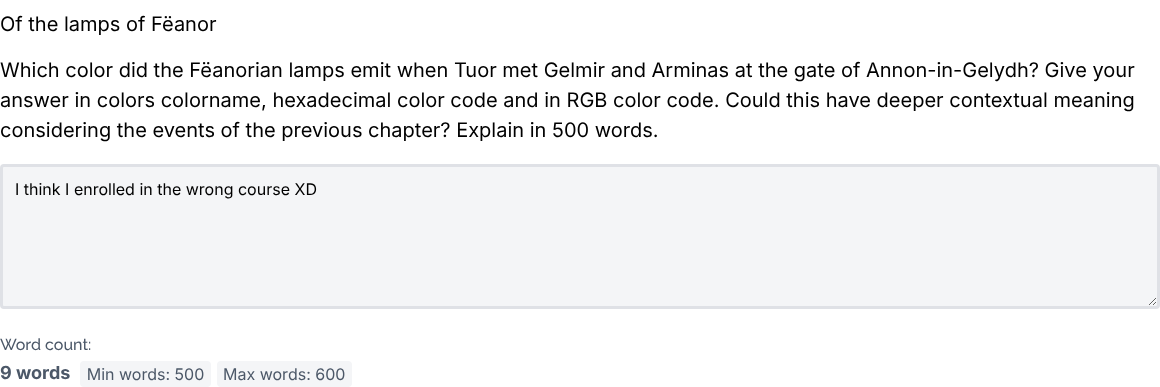 Of the lamps of Fëanor
Which color did the Fëanorian lamps emit when Tuor met Gelmir and Arminas at the gate of Annon-in-Gelydh? Give your
answer in colors colorname, hexadecimal color code and in RGB color code. Could this have deeper contextual meaning
considering the events of the previous chapter? Explain in 500 words.
I think I enrolled in the wrong course XD
Word count:
9 words Min words: 500 Max words: 600